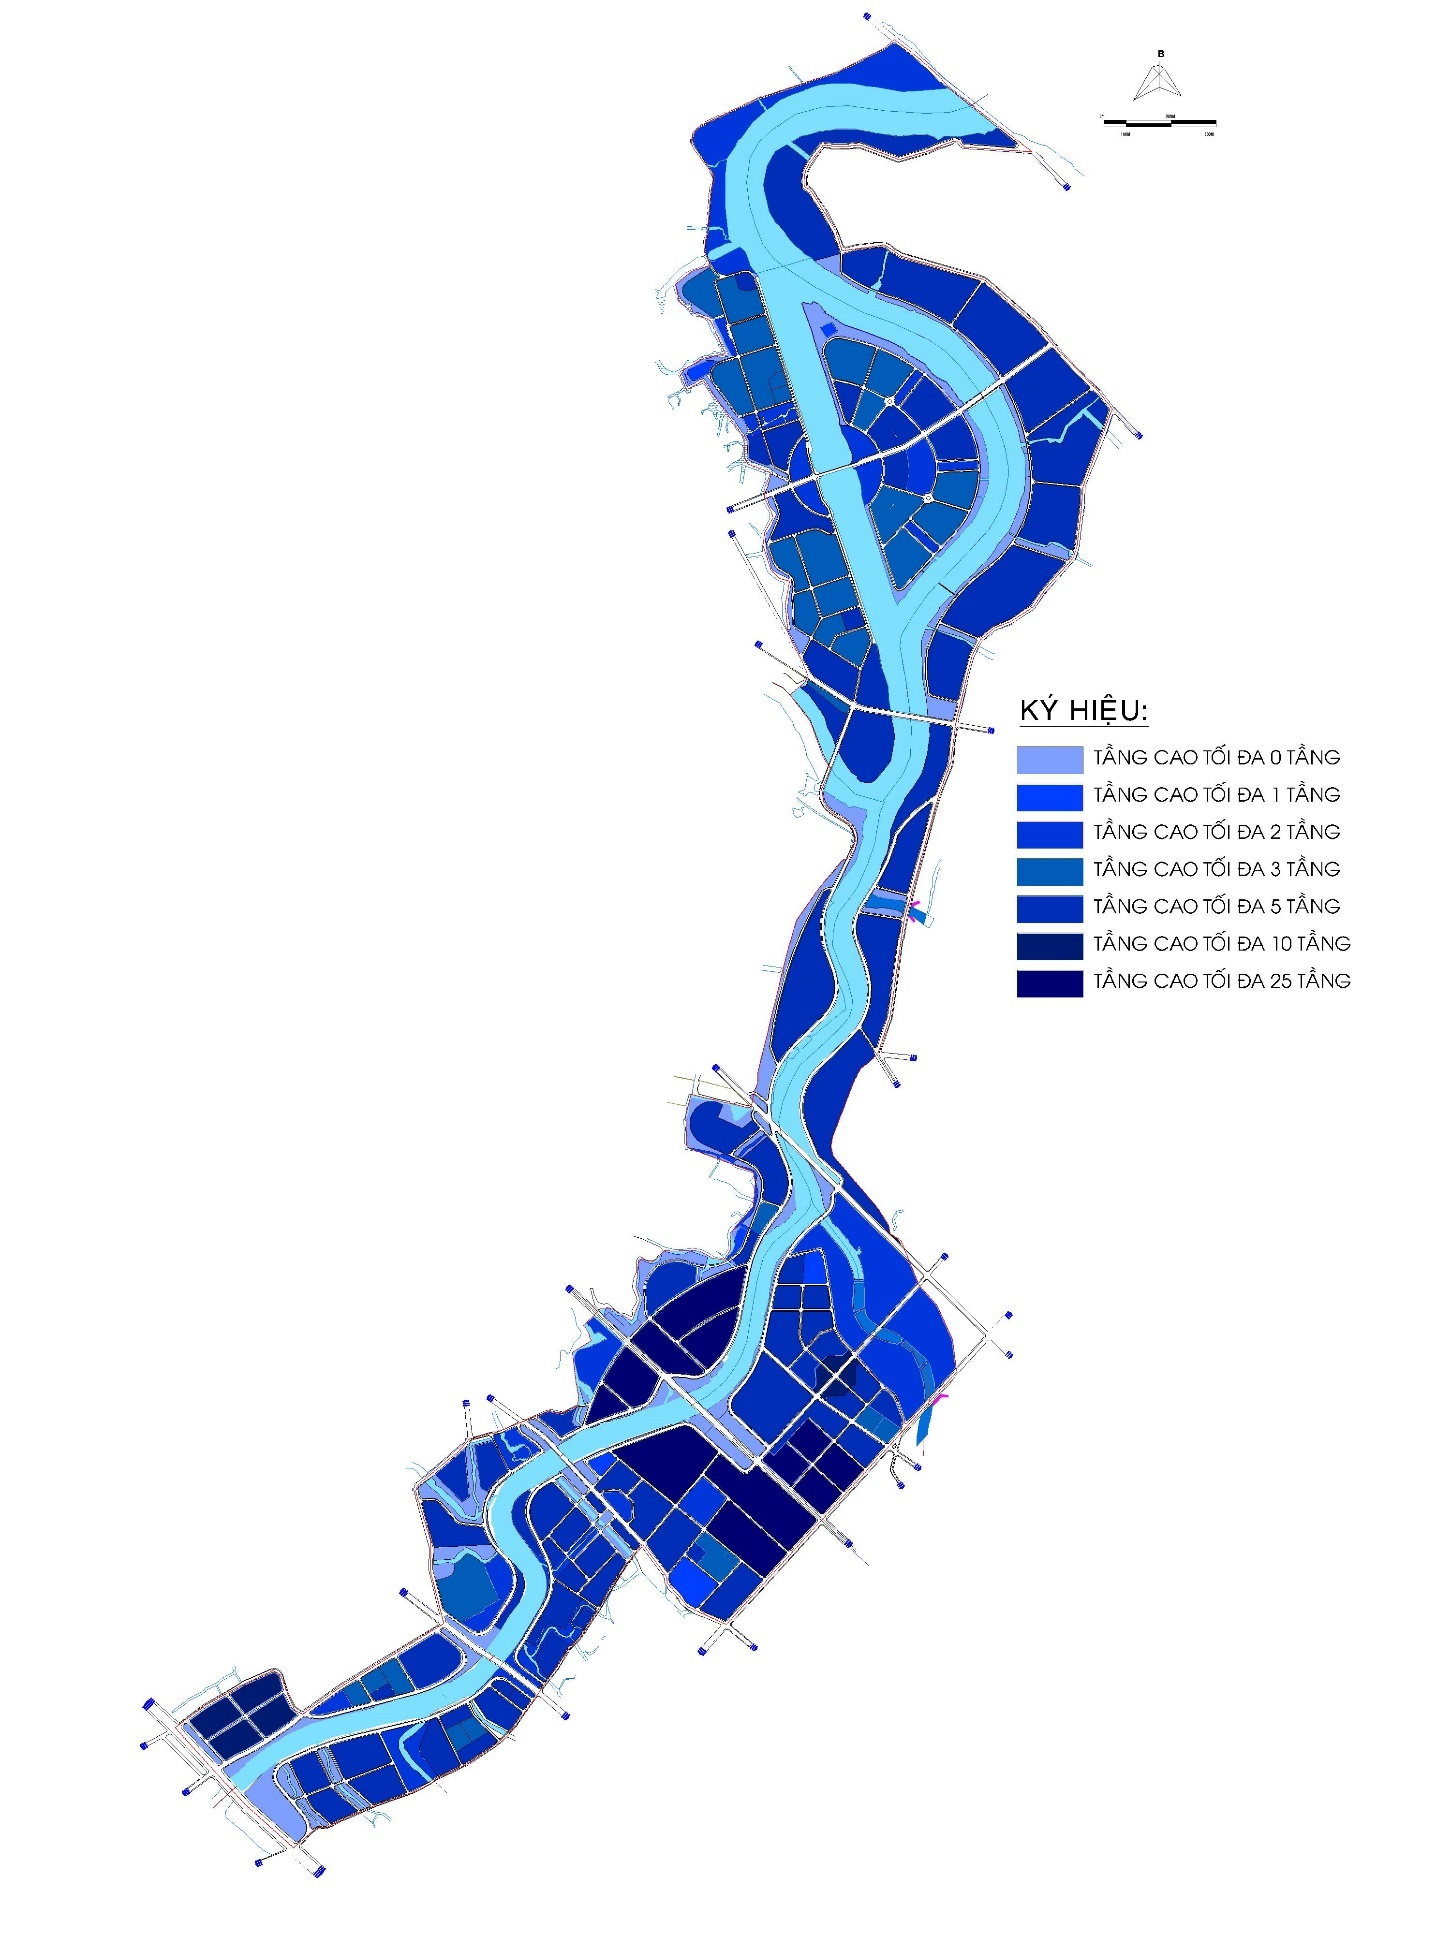 B
KÝ HIỆU:
TẦNG CAO TỐI ĐA 0 TẦNG
TẦNG CAO TỐI ĐA 1 TẦNG
TẦNG CAO TỐI ĐA 2 TẦNG
TẦNG CAO TỐI ĐA 3 TẦNG
TẦNG CAO TỐI ĐA 5 TẦNG
TẦNG CAO TỐI ĐA 10 TẦNG
TẦNG CAO TỐI ĐA 25 TẦNG